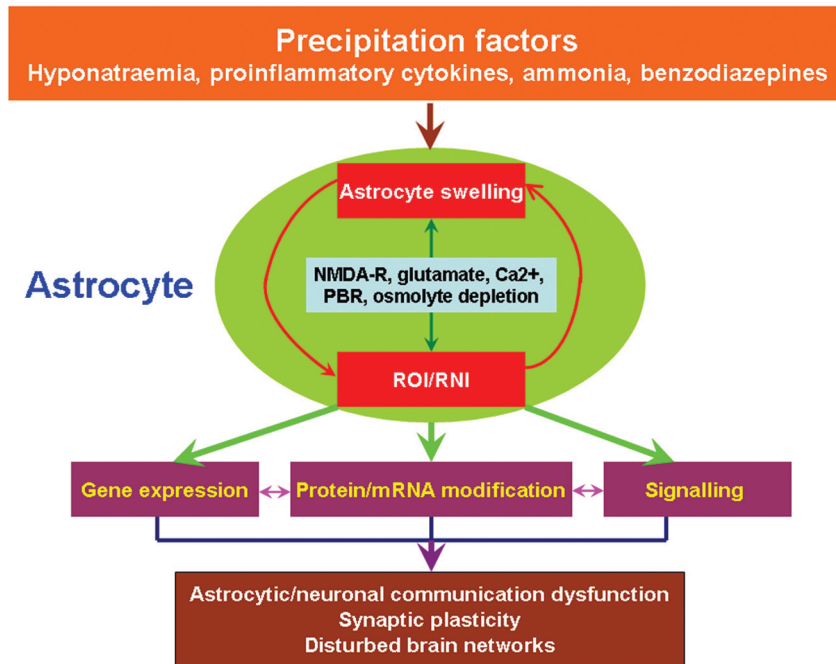 Precipitation factors
Hyponatraemia, proinflammatory cytokines, ammonia, benzodiazepines
Astrocyte swelling
Astrocyte
NMDA-R, glutamate, Ca2+,
PBR, osmolyte depletion
ROI/RNI
Gene expression
Protein/mRNA modification
Signalling
Astrocytic/neuronal communication dysfunction
Synaptic plasticity
Disturbed brain networks